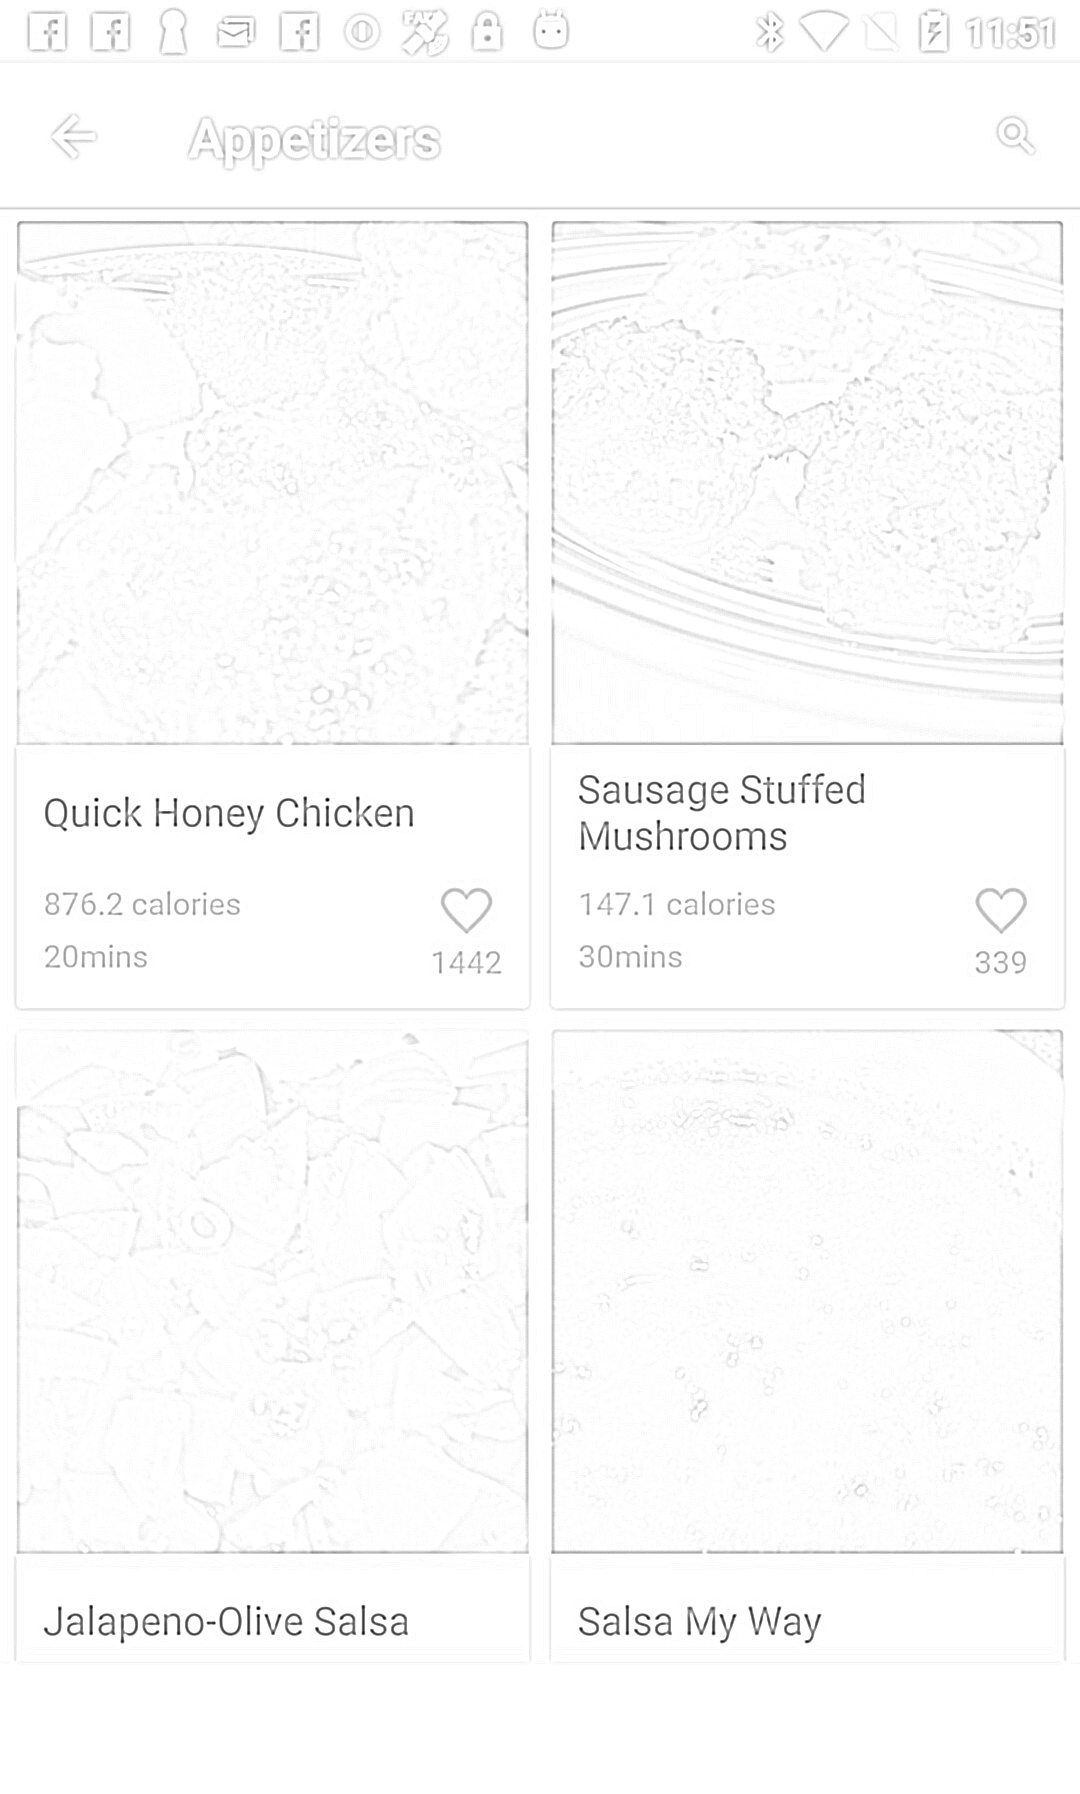 11:51
Appetizers
Quick Honey Chicken
876.2 calories
20mins
1442
Sausage Stuffed
Mushrooms
147.1 calories
30mins
339
Jalapeno-Olive Salsa
Salsa My Way